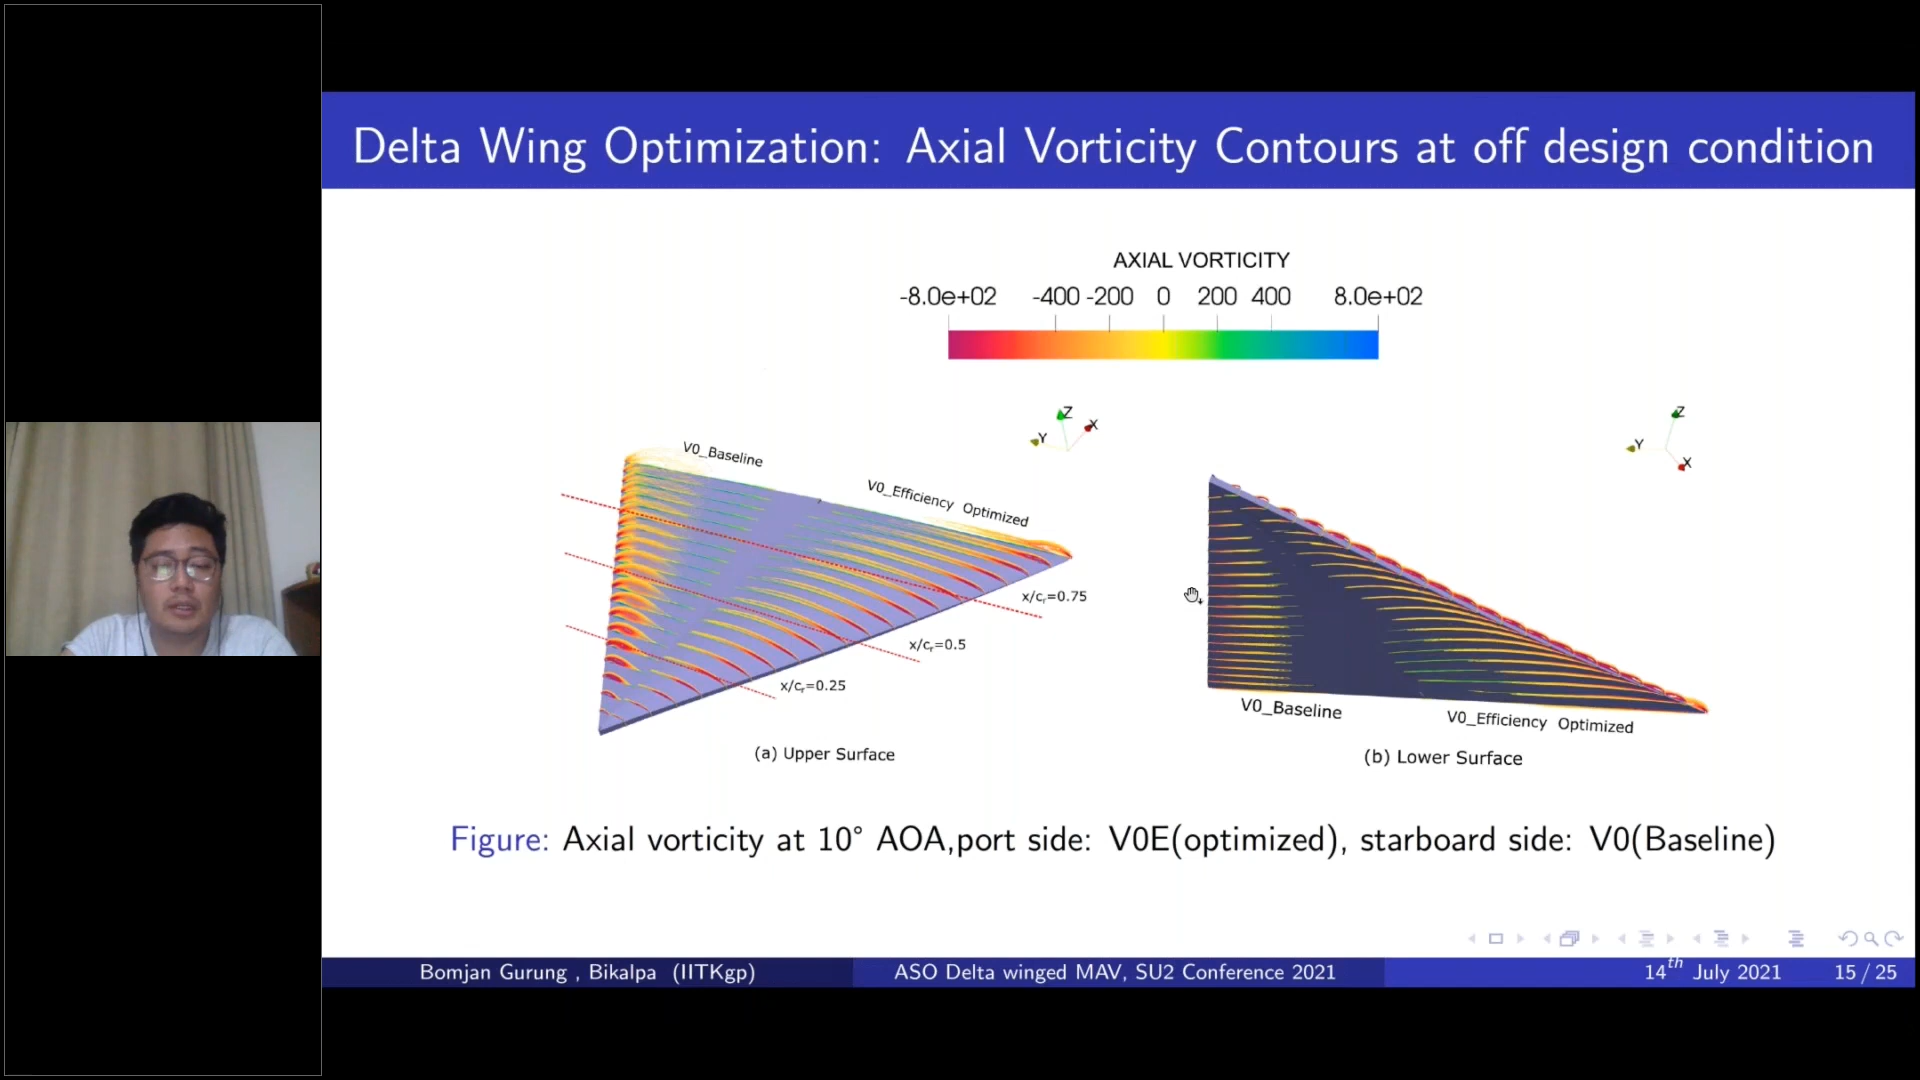 Delta Wing Optimization: Axial Vorticity Contours at off design condition
AXIAL VORTICITY
-8.0e+02 -400 -200 0 200 400 8.0e+02
Z
X
Y
V0_Baseline
V0_Efficiency Optimized
x/cr=0.75
x/cr=0.5
x/cr=0.25
(a) Upper Surface
Z
Y
X
V0_Baseline
V0_Efficiency Optimized
(b) Lower Surface
Figure: Axial vorticity at 10° AOA,port side: V0E(optimized), starboard side: V0(Baseline)
Bomjan Gurung , Bikalpa (IITKgp) ASO Delta winged MAV, SU2 Conference 2021 14th July 2021 15 / 25